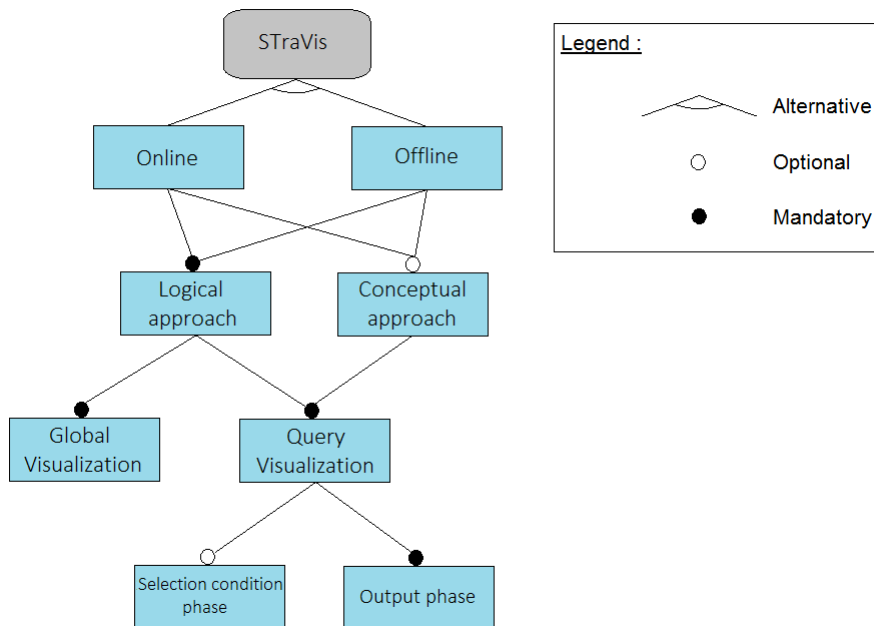 STraVis
Legend :
Alternative
Online
Offline
Optional
Mandatory
Logical
approach
Conceptual
approach
Global
Visualization
Query
Visualization
Selection condition
phase
Output phase